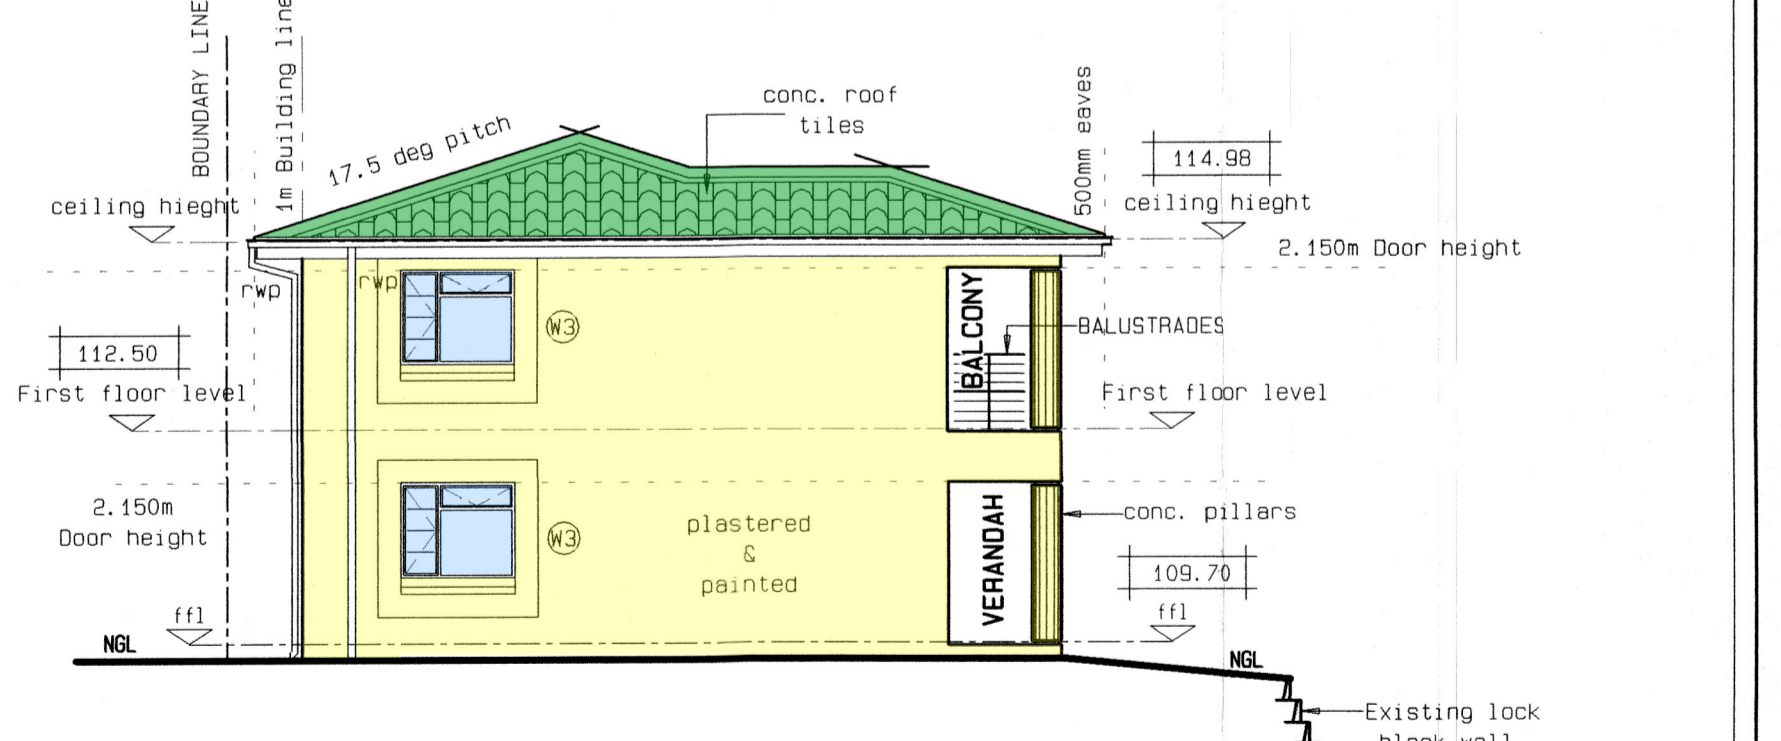 BOUNDARY LINE
1m Building line
17.5 deg pitch
conc. roof
tiles
500mm eaves
114.98
ceiling hieght
ceiling hieght
2.150m Door height
rwp
rwp
W3
BALCONY
BALUSTRADES
112.50
First floor level
First floor level
2.150m
Door height
W3
plastered
&
painted
VERANDAH
conc. pillars
109.70
ffl
ffl
NGL
NGL
Existing lock
block wall